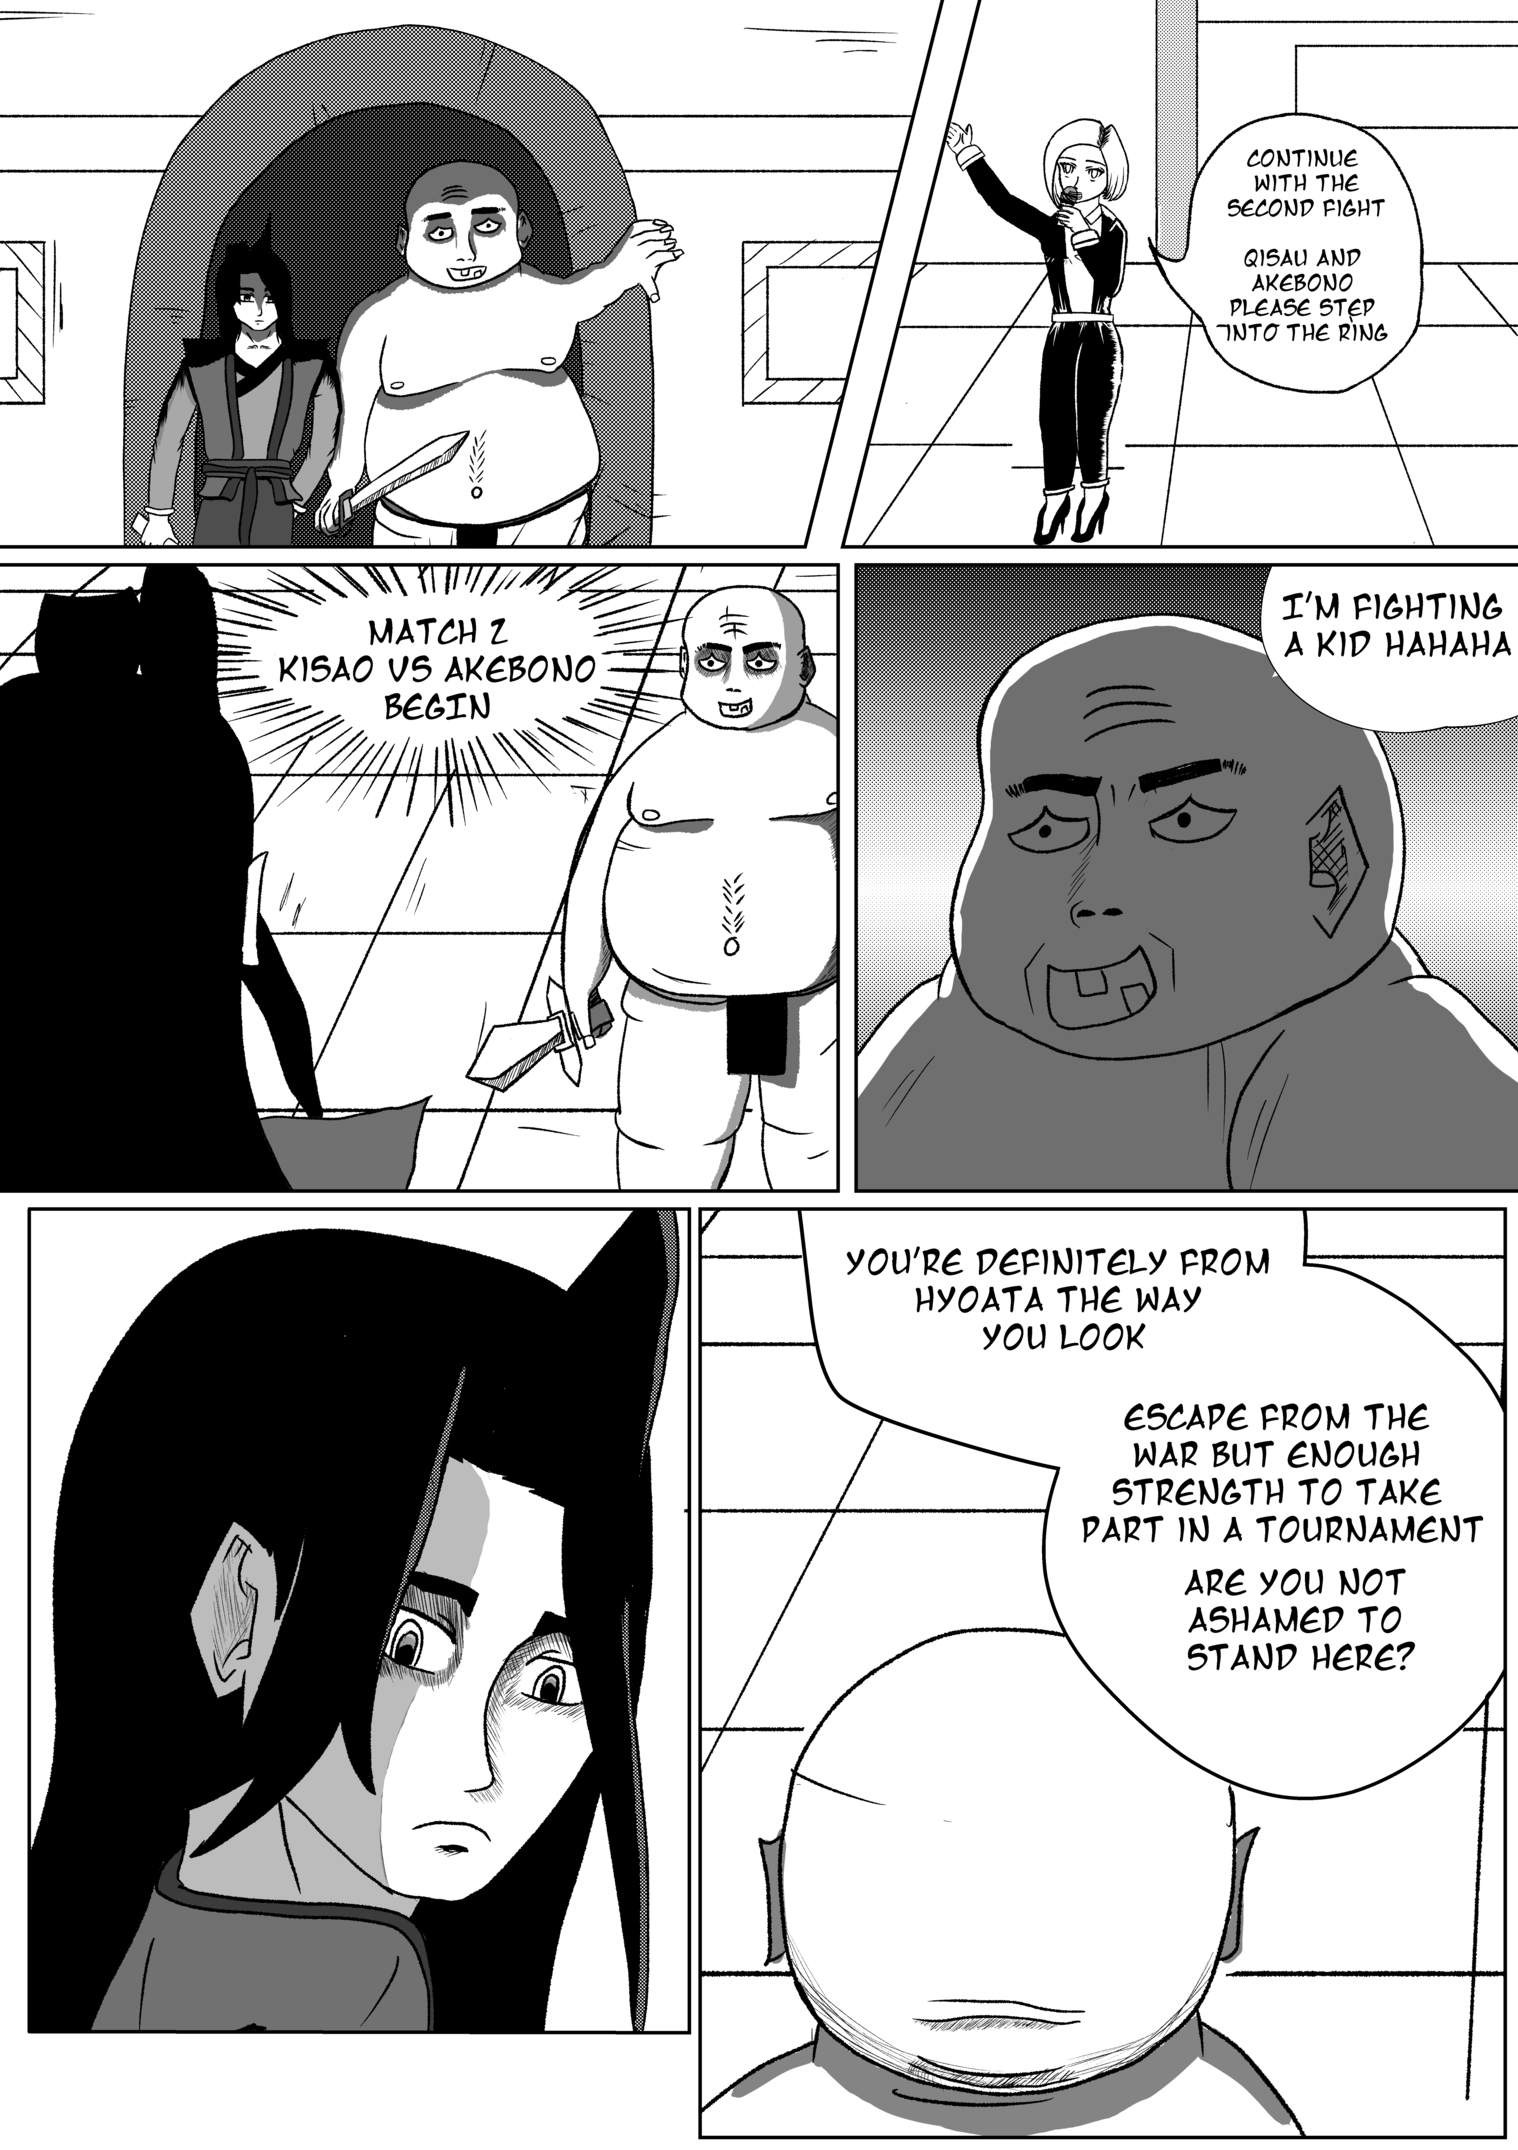 CONTINUE
WITH THE
SECOND FIGHT
QISAU AND
AKEBONO
PLEASE STEP
INTO THE RING
MATCH 2
KISAO VS AKEBONO
BEGIN
I'M FIGHTING
A KID HAHAHA
YOU'RE DEFINITELY FROM
HYOATA THE WAY
YOU LOOK
ESCAPE FROM THE
WAR BUT ENOUGH
STRENGTH TO TAKE
PART IN A TOURNAMENT
ARE YOU NOT
ASHAMED TO
STAND HERE?